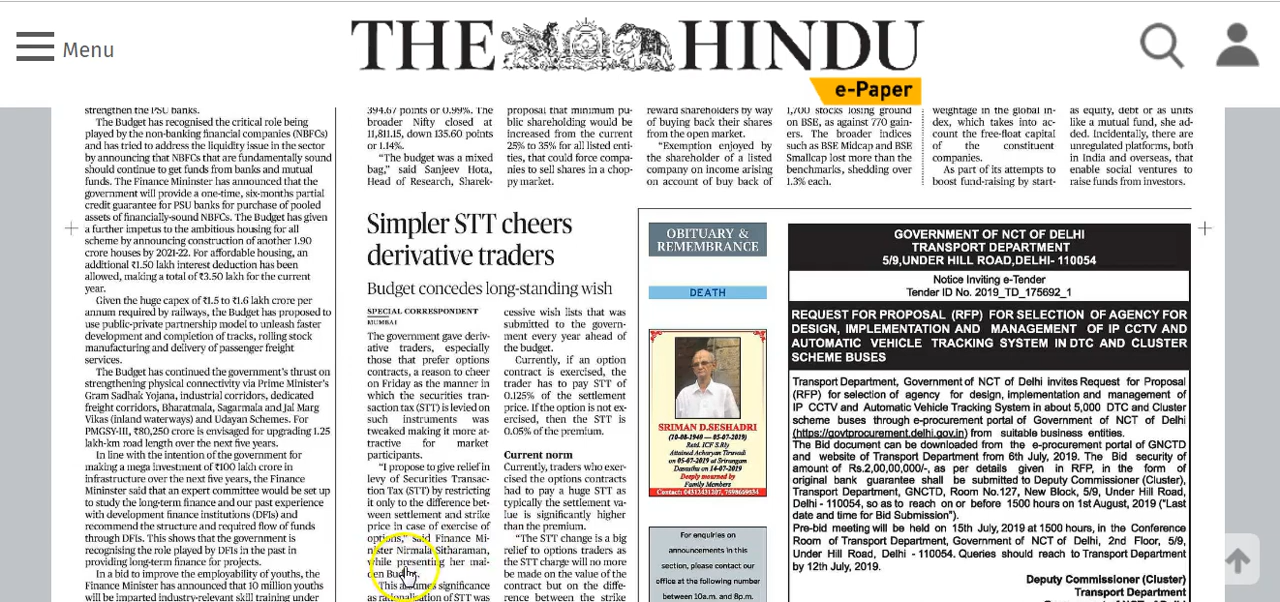 Menu
THE HINDU
e-Paper
strengthen the PSU banks.
The Budget has recognised the critical role being
played by the non-banking financial companies (NBFCs)
and has tried to address the liquidity issue in the sector
by announcing that NBFCs that are fundamentally sound
should continue to get funds from banks and mutual
funds. The Finance Mininster has announced that the
government will provide a one-time, six-months partial
credit guarantee for PSU banks for purchase of pooled
assets of financially-sound NBFCs. The Budget has given
a further impetus to the ambitious housing for all
scheme by announcing construction of another 1.90
crore houses by 2021-22. For affordable housing, an
additional ₹1.50 lakh interest deduction has been
allowed, making a total of ₹3.50 lakh for the current
year.
Given the huge capex of ₹1.5 to ₹1.6 lakh crore per
annum required by railways, the Budget has proposed to
use public-private partnership model to unleash faster
development and completion of tracks, rolling stock
manufacturing and delivery of passenger freight
services.
The Budget has continued the government's thrust on
strengthening physical connectivity via Prime Minister's
Gram Sadhak Yojana, industrial corridors, dedicated
freight corridors, Bharatmala, Sagarmala and Jal Marg
Vikas (inland waterways) and Udayan Schemes. For
PMGSY-III, ₹80,250 crore is envisaged for upgrading 1.25
lakh-km road length over the next five years.
In line with the intention of the government for
making a mega investment of ₹100 lakh crore in
infrastructure over the next five years, the Finance
Minister said that an expert committee would be set up
to study the long-term finance and our past experience
with development finance institutions (DFIs) and
recommend the structure and required flow of funds
through DFIs. This shows that the government is
recognising the role played by DFIs in the past in
providing long-term finance for projects.
In a bid to improve the employability of youths, the
Finance Minister has announced that 10 million youths
will be imparted industry-relevant skill training under
394.67 points or 0.99%. The
broader Nifty closed at
11,811.15, down 135.60 points
or 1.14%.
"The budget was a mixed
bag," said Sanjeev Hota,
Head of Research, Sharek-
proposal that minimum pu-
blic shareholding would be
increased from the current
25% to 35% for all listed enti-
ties, that could force compa-
nies to sell shares in a chop-
py market.
reward shareholders by way
of buying back their shares
from the open market.
"Exemption enjoyed by
the shareholder of a listed
company on income arising
on account of buy back of
1,700 stocks losing ground
on BSE, as against 770 gain-
ers. The broader indices
such as BSE Midcap and BSE
Smallcap lost more than the
benchmarks, shedding over
1.3% each.
weightage in the global in-
dex, which takes into ac-
count the free-float capital
of the constituent
companies.
As part of its attempts to
boost fund-raising by start-
as equity, debt or as units
like a mutual fund, she ad-
ded. Incidentally, there are
unregulated platforms, both
in India and overseas, that
enable social ventures to
raise funds from investors.
Simpler STT cheers
derivative traders
Budget concedes long-standing wish
SPECIAL CORRESPONDENT
MUMBAI
The government gave deriv-
ative traders, especially
those that prefer options
contracts, a reason to cheer
on Friday as the manner in
which the securities tran-
saction tax (STT) is levied on
such instruments was
tweaked making it more at-
tractive for market
participants.
"I propose to give relief in
levy of Securities Transac-
tion Tax (STT) by restricting
it only to the difference bet-
ween settlement and strike
price in case of exercise of
options," said Finance Mi-
nister Nirmala Sitharaman,
while presenting her mai-
den Budget.
This assumes significance
as rationalisation of STT was
cessive wish lists that was
submitted to the govern-
ment every year ahead of
the budget.
Currently, if an option
contract is exercised, the
trader has to pay STT of
0.125% of the settlement
price. If the option is not ex-
ercised, then the STT is
0.05% of the premium.
Current norm
Currently, traders who exer-
cised the options contracts
had to pay a huge STT as
typically the settlement va-
lue is significantly higher
than the premium.
"The STT change is a big
relief to options traders as
the STT charge will no more
be made on the value of the
contract but on the diffe-
rence between the strike
OBITUARY &
REMEMBRANCE
DEATH
SRIMAN D.SESHADRI
(10-08-1940 — 05-07-2019)
Retd. ICF S.Rly
Attained Acharyan Tiruvadi
on 05-07-2019 at Srirangam
Dasaahn on 14-07-2019
Deeply mourned by
Family Members
Contact: 04312431207, 7598669934
For enquiries on
announcements in this
section, please contact our
office at the following number
between 10a.m. and 8p.m.
GOVERNMENT OF NCT OF DELHI
TRANSPORT DEPARTMENT
5/9,UNDER HILL ROAD,DELHI- 110054
Notice Inviting e-Tender
Tender ID No. 2019_TD_175692_1
REQUEST FOR PROPOSAL (RFP) FOR SELECTION OF AGENCY FOR
DESIGN, IMPLEMENTATION AND MANAGEMENT OF IP CCTV AND
AUTOMATIC VEHICLE TRACKING SYSTEM IN DTC AND CLUSTER
SCHEME BUSES
Transport Department, Government of NCT of Delhi invites Request for Proposal
(RFP) for selection of agency for design, implementation and management of
IP CCTV and Automatic Vehicle Tracking System in about 5,000 DTC and Cluster
scheme buses through e-procurement portal of Government of NCT of Delhi
(https://govtprocurement.delhi.gov.in) from suitable business entities.
The Bid document can be downloaded from the e-procurement portal of GNCTD
and website of Transport Department from 6th July, 2019. The Bid security of
amount of Rs.2,00,00,000/-, as per details given in RFP, in the form of
original bank guarantee shall be submitted to Deputy Commissioner (Cluster),
Transport Department, GNCTD, Room No.127, New Block, 5/9, Under Hill Road,
Delhi - 110054, so as to reach on or before 1500 hours on 1st August, 2019 ("Last
date and time for Bid Submission").
Pre-bid meeting will be held on 15th July, 2019 at 1500 hours, in the Conference
Room of Transport Department, Government of NCT of Delhi, 2nd Floor, 5/9,
Under Hill Road, Delhi - 110054. Queries should reach to Transport Department
by 12th July, 2019.
Deputy Commissioner (Cluster)
Transport Department